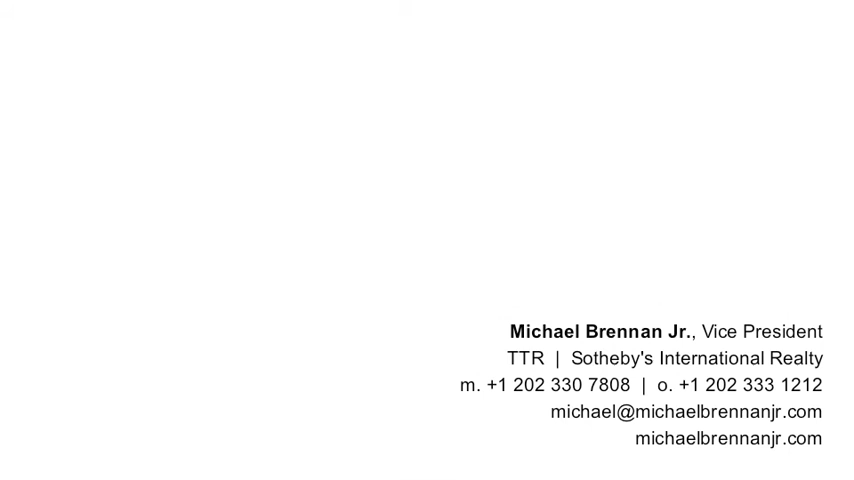 Michael Brennan Jr., Vice President
TTR | Sotheby's International Realty
m. +1 202 330 7808 | o. +1 202 333 1212
michael@michaelbrennanjr.com
michaelbrennanjr.com